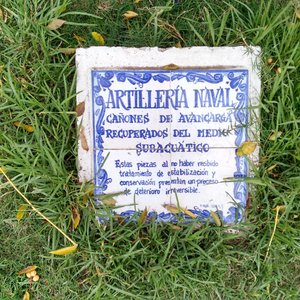 ARTILLERÍA NAVAL
CAÑONES DE AVANCARGA
RECUPERADOS DEL MEDIO
SUBACUÁTICO
Estas piezas al no haber recibido
tratamiento de estabilización y
conservación presentan un proceso
de deterioro irreversible.